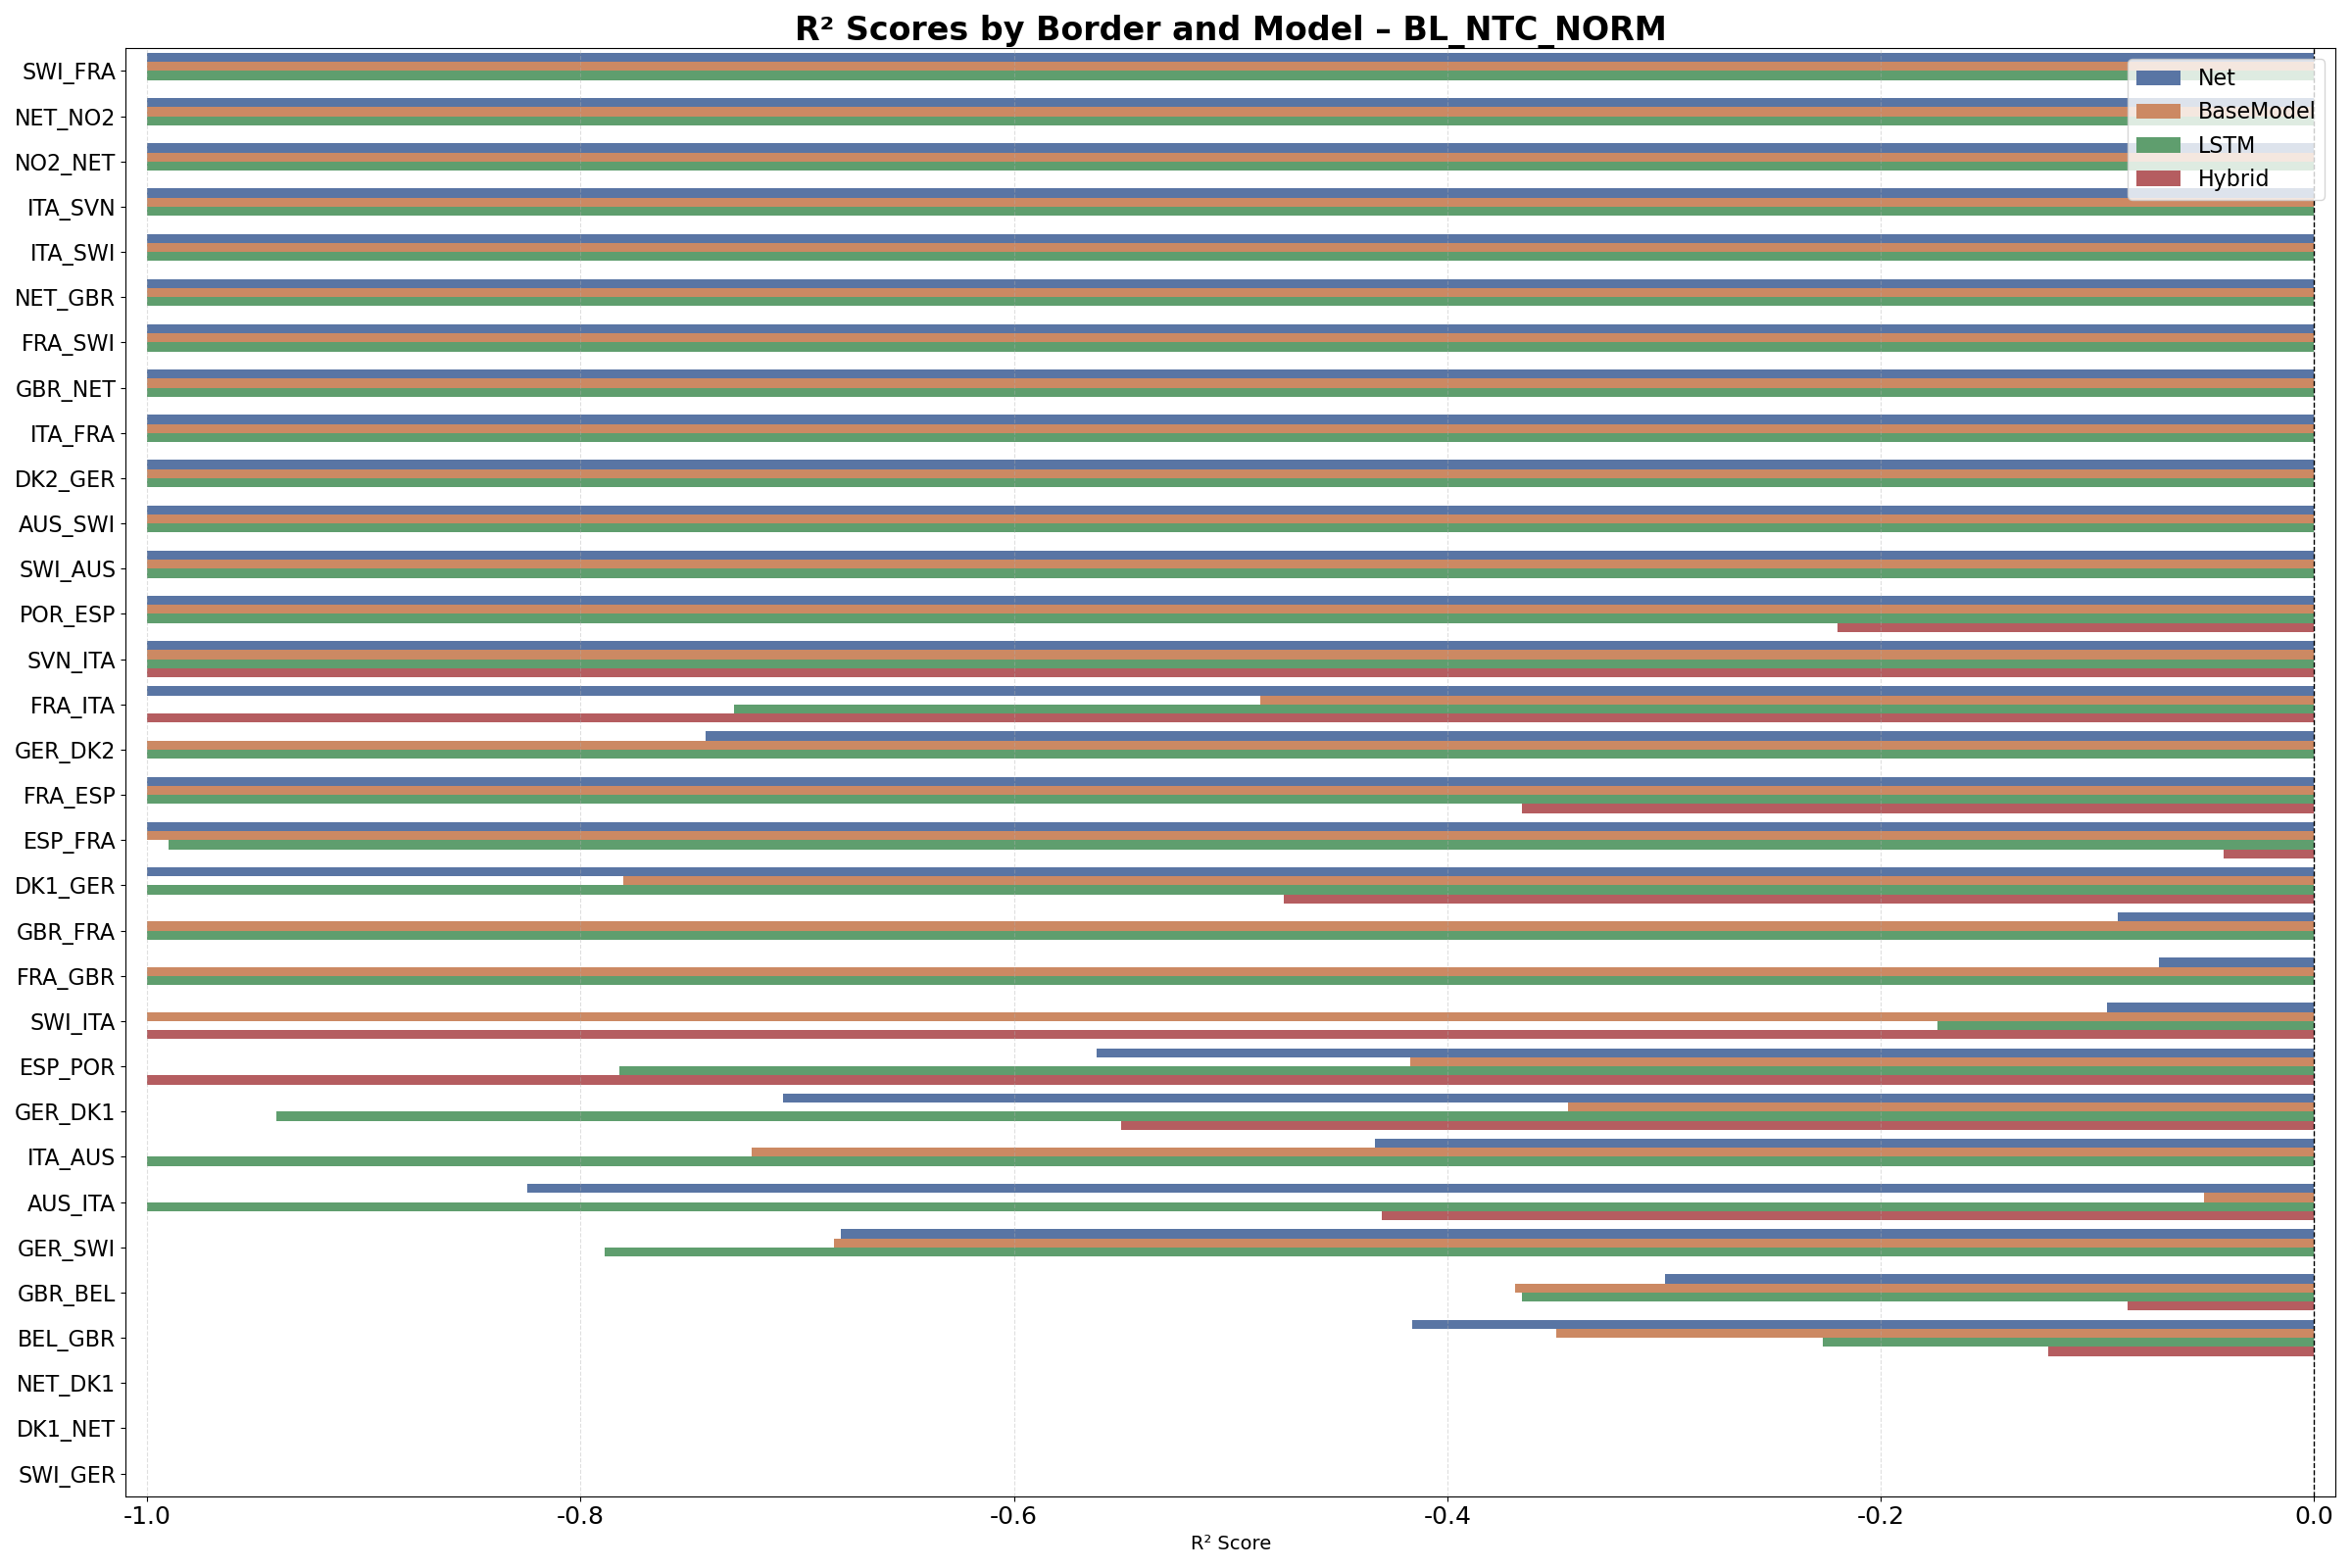 R² Scores by Border and Model – BL_NTC_NORM
Net
BaseModel
LSTM
Hybrid
SWI_FRA
NET_NO2
NO2_NET
ITA_SVN
ITA_SWI
NET_GBR
FRA_SWI
GBR_NET
ITA_FRA
DK2_GER
AUS_SWI
SWI_AUS
POR_ESP
SVN_ITA
FRA_ITA
GER_DK2
FRA_ESP
ESP_FRA
DK1_GER
GBR_FRA
FRA_GBR
SWI_ITA
ESP_POR
GER_DK1
ITA_AUS
AUS_ITA
GER_SWI
GBR_BEL
BEL_GBR
NET_DK1
DK1_NET
SWI_GER
-1.0 -0.8 -0.6 -0.4 -0.2 0.0
R² Score